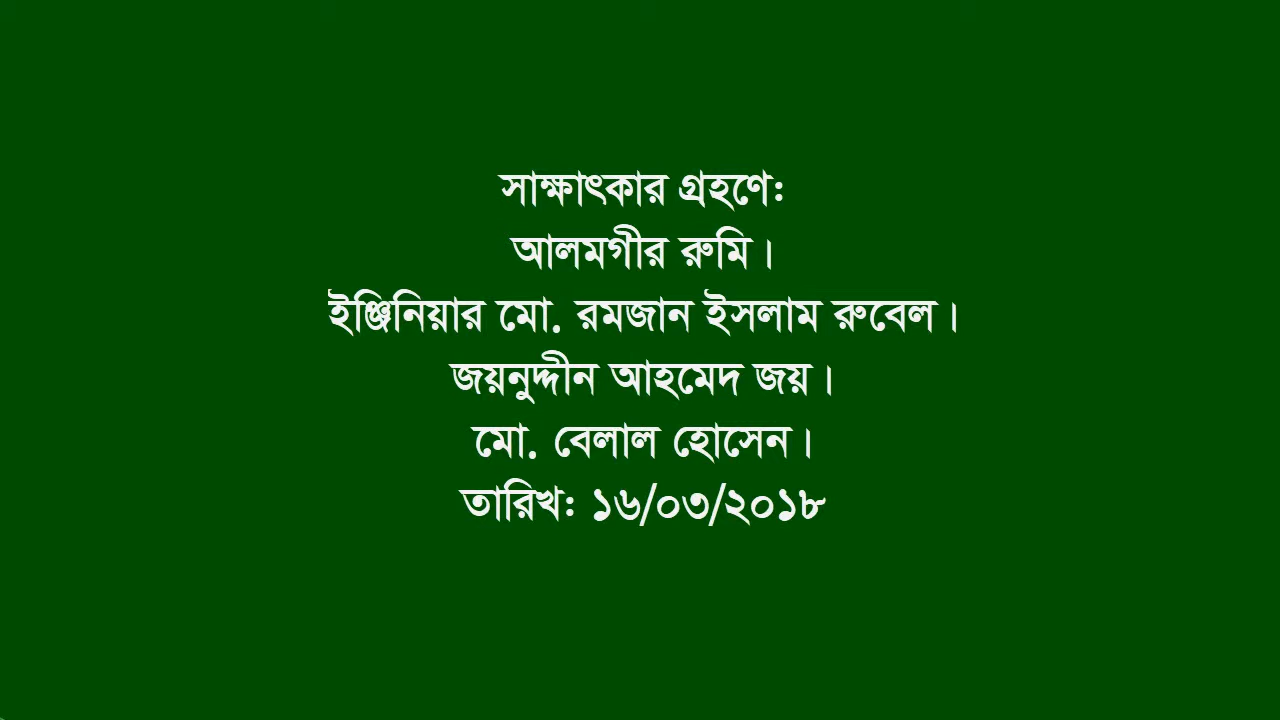 সাক্ষাৎকার গ্রহণে:
আলমগীর রুমি।
ইঞ্জিনিয়ার মো. রমজান ইসলাম রুবেল।
জয়নুদ্দীন আহমেদ জয়।
মো. বেলাল হোসেন।
তারিখ: ১৬/০৩/২০১৮